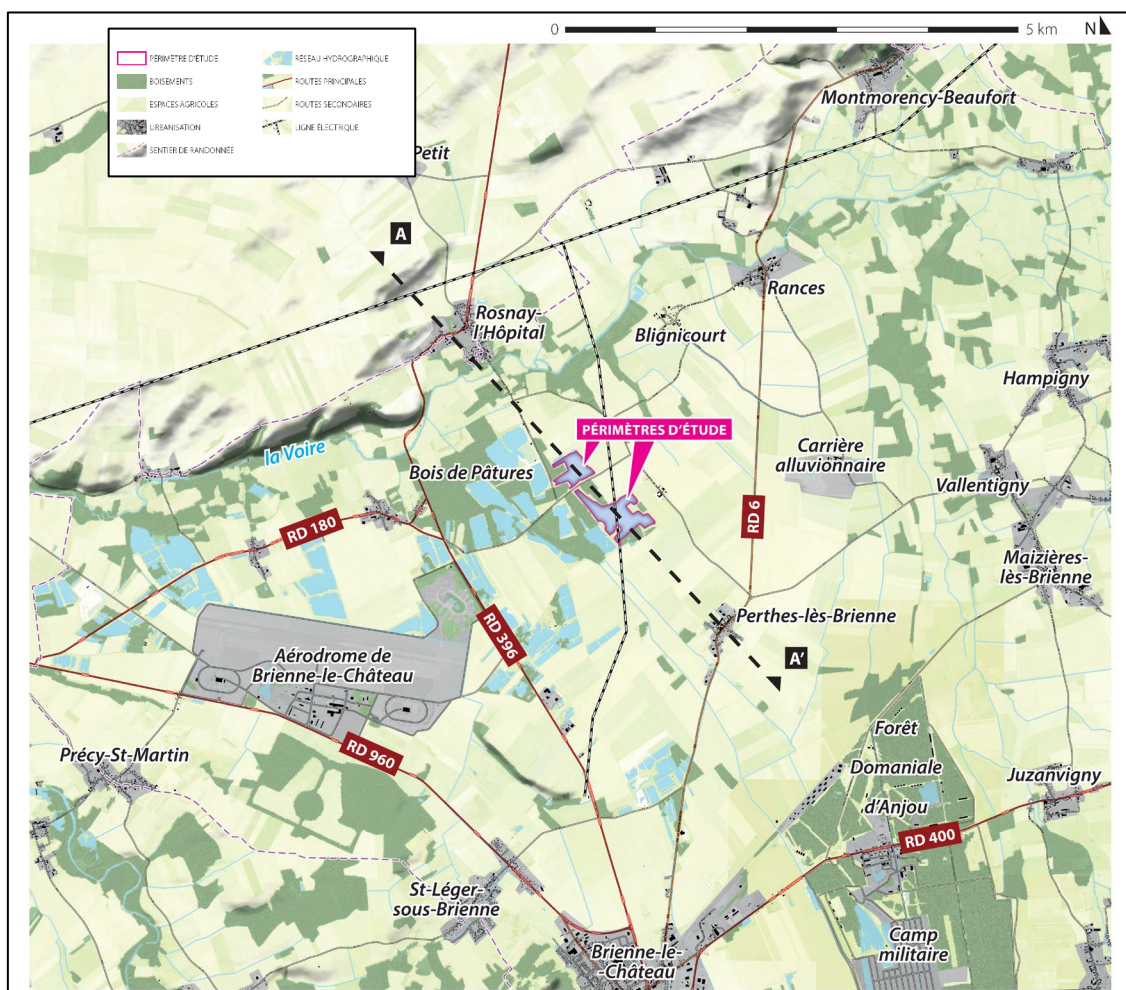 0
5 km
N
PÉRIMÈTRE D'ÉTUDE
BOISEMENTS
ESPACES AGRICOLES
URBANISATION
SENTIER DE RANDONNÉE
RÉSEAU HYDROGRAPHIQUE
ROUTES PRINCIPALES
ROUTES SECONDAIRES
LIGNE ÉLECTRIQUE
Montmorency-Beaufort
Petit
A
Rances
Rosnay-
l'Hôpital
Blignicourt
Hampigny
PÉRIMÈTRES D'ÉTUDE
la Voire
Bois de Pâtures
Carrière
alluvionnaire
Vallentigny
RD 180
RD 6
Maizières-
lès-Brienne
RD 396
Perthes-lès-Brienne
Aérodrome de
Brienne-le-Château
A'
RD 960
Forêt
Domaniale
d'Anjou
Précy-St-Martin
Juzanvigny
RD 400
St-Léger-
sous-Brienne
Brienne-le-
-Château
Camp
militaire